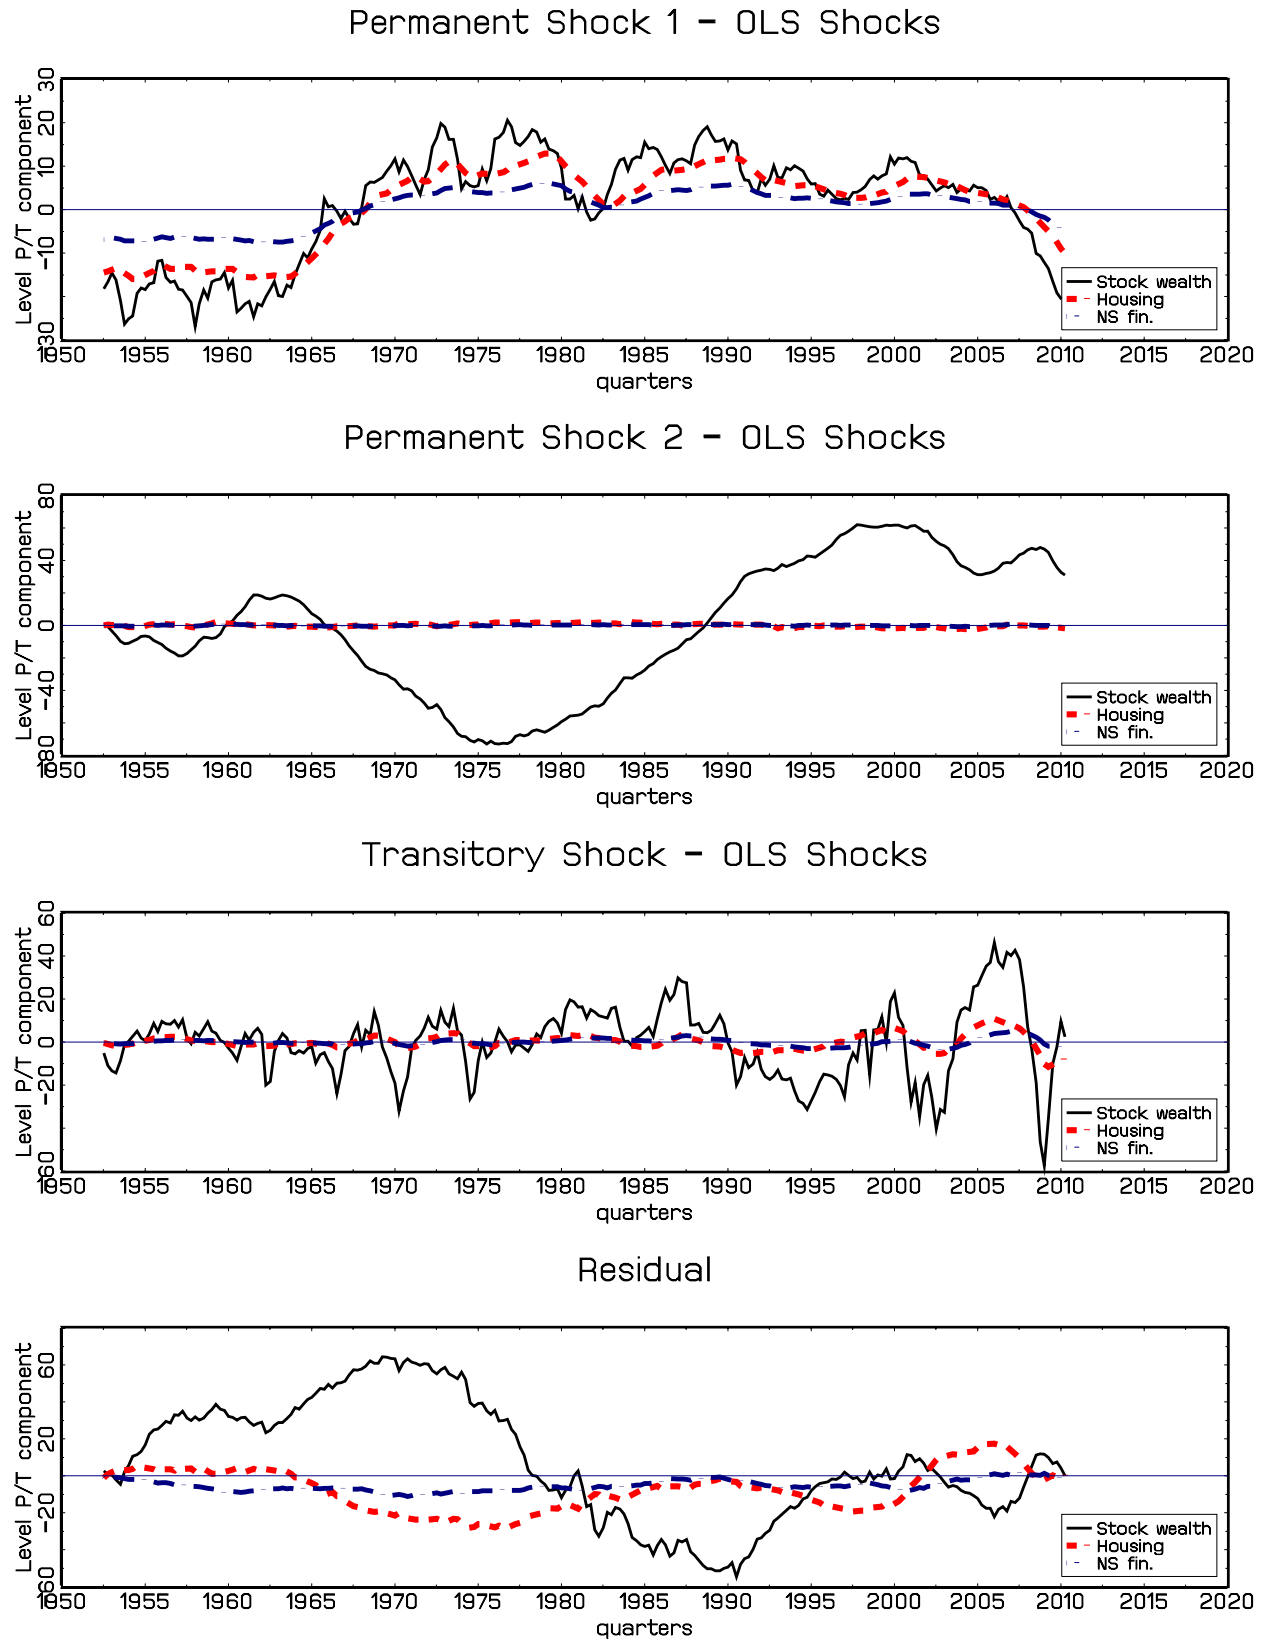 Permanent Shock 1 - OLS Shocks
Level P/T component
30
20
10
0
-10
-30
1950 1955 1960 1965 1970 1975 1980 1985 1990 1995 2000 2005 2010 2015 2020
quarters
Stock wealth
Housing
NS fin.
Permanent Shock 2 - OLS Shocks
Level P/T component
80
40
0
-40
-80
1950 1955 1960 1965 1970 1975 1980 1985 1990 1995 2000 2005 2010 2015 2020
quarters
Stock wealth
Housing
NS fin.
Transitory Shock - OLS Shocks
Level P/T component
60
40
20
0
-20
-60
1950 1955 1960 1965 1970 1975 1980 1985 1990 1995 2000 2005 2010 2015 2020
quarters
Stock wealth
Housing
NS fin.
Residual
Level P/T component
60
20
-20
-60
1950 1955 1960 1965 1970 1975 1980 1985 1990 1995 2000 2005 2010 2015 2020
quarters
Stock wealth
Housing
NS fin.